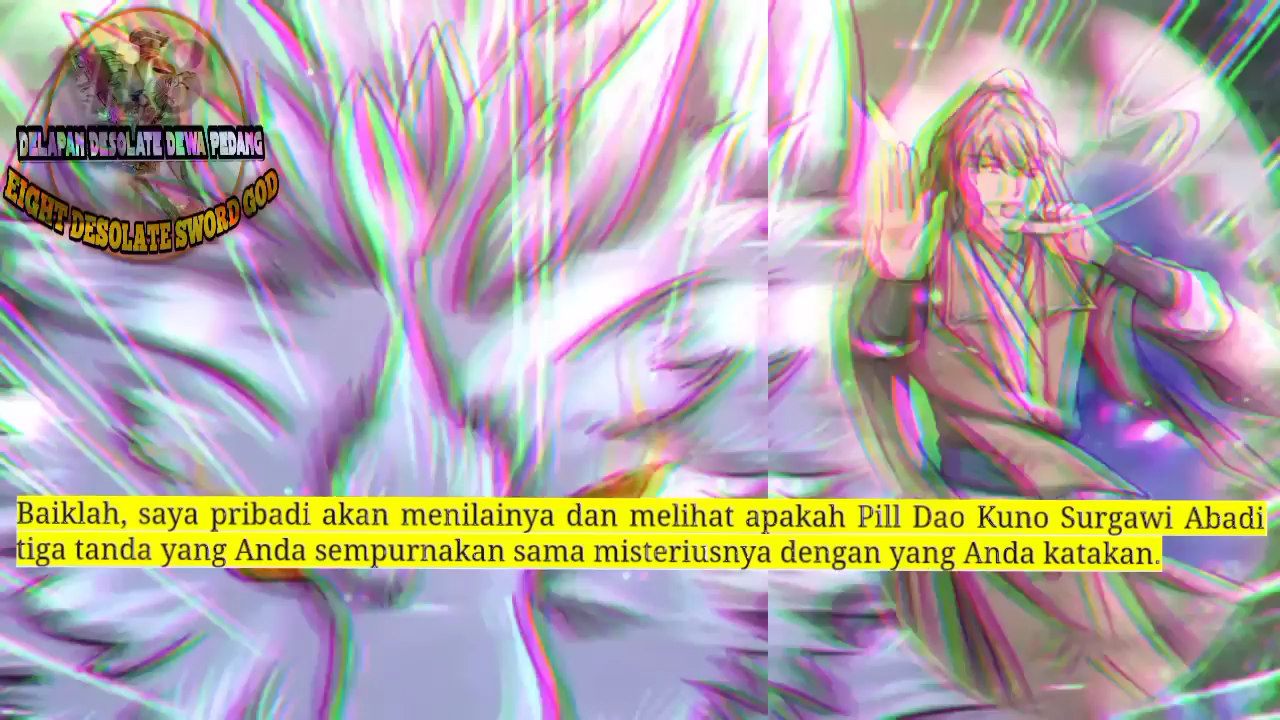 DELAPAN DESOLATE DEWA PEDANG
EIGHT DESOLATE SWORD GOD
Baiklah, saya pribadi akan menilainya dan melihat apakah Pill Dao Kuno Surgawi Abadi
tiga tanda yang Anda sempurnakan sama misteriusnya dengan yang Anda katakan.